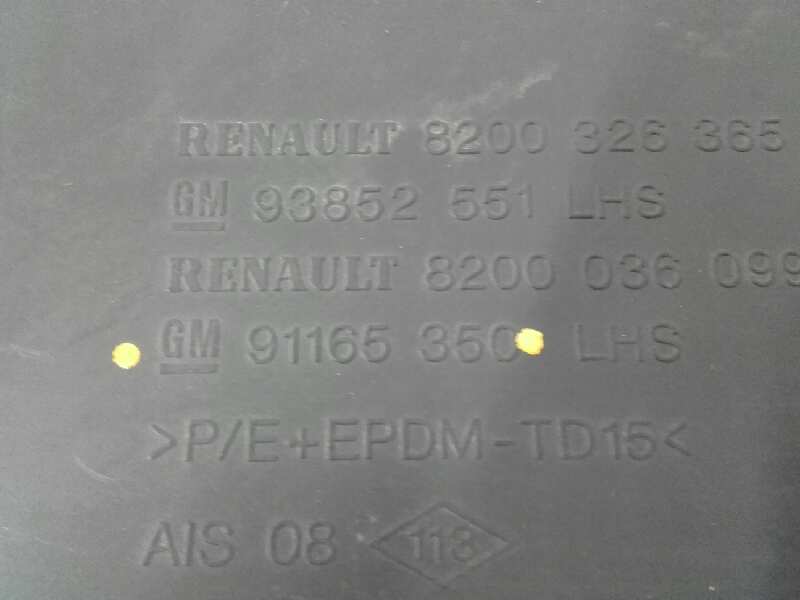 RENAULT 8200 326 365
GM 93852 551 LHS
RENAULT 8200 036 099
GM 91165 350 LHS
>P/E+EPDM-TD15<
AIS 08 113